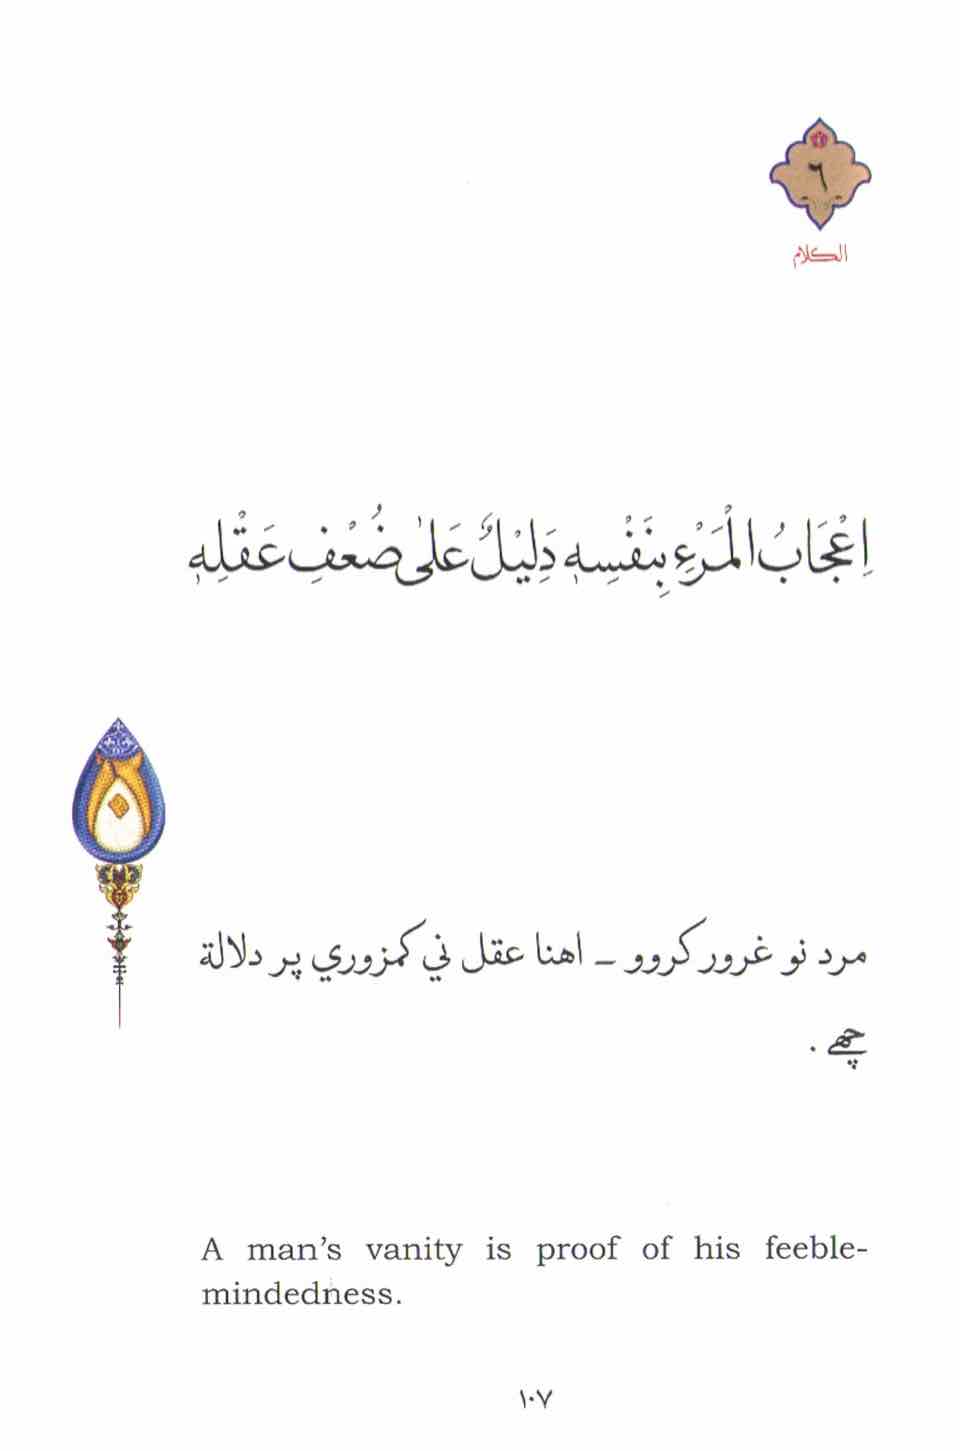 ٦
الكلام
اِعْجَابُ الْمَرْءِ بِنَفْسِهٖ دَلِيْلٌ عَلٰى ضُعْفِ عَقْلِهٖ
مرد نو غرور كروو ـ اهنا عقل ني كمزوري پر دلالة
چھے .
A man's vanity is proof of his feeble-
mindedness.
١٠٧